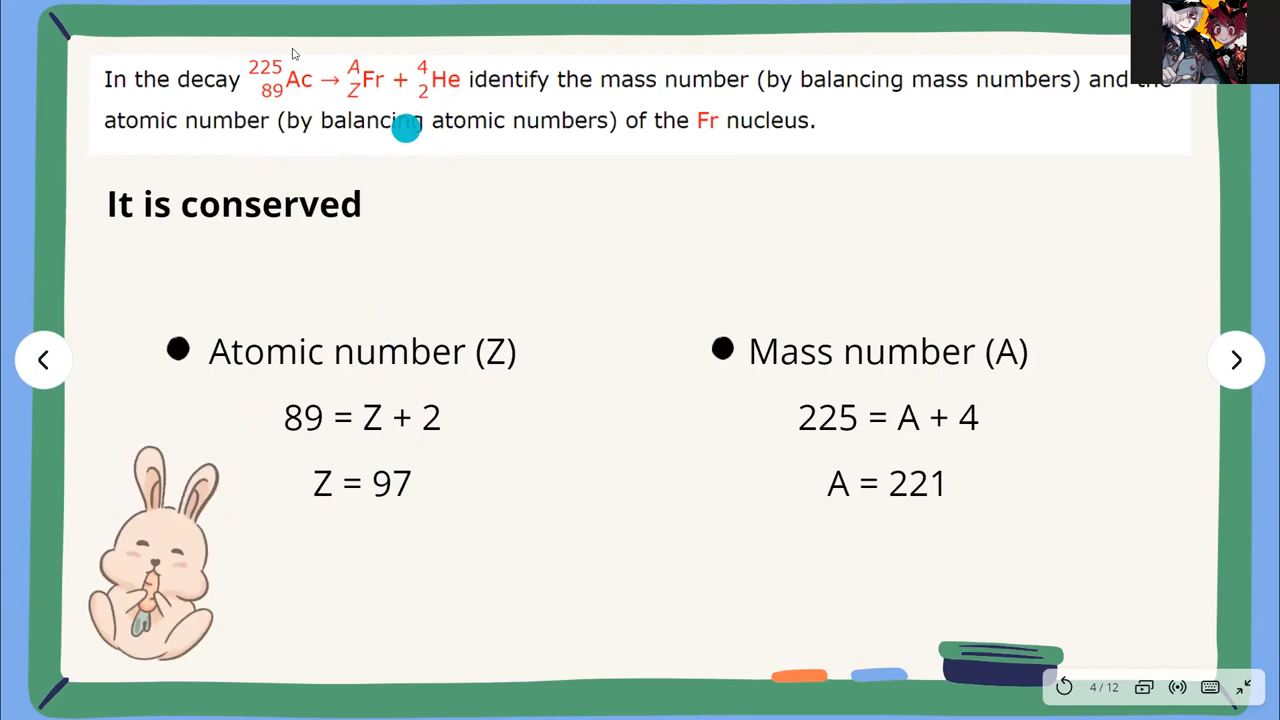 In the decay ²²⁵₈₉Ac → ᴬ_ZFr + ⁴₂He identify the mass number (by balancing mass numbers) and the
atomic number (by balancing atomic numbers) of the Fr nucleus.
It is conserved
● Atomic number (Z)
89 = Z + 2
Z = 97
● Mass number (A)
225 = A + 4
A = 221
4 / 12